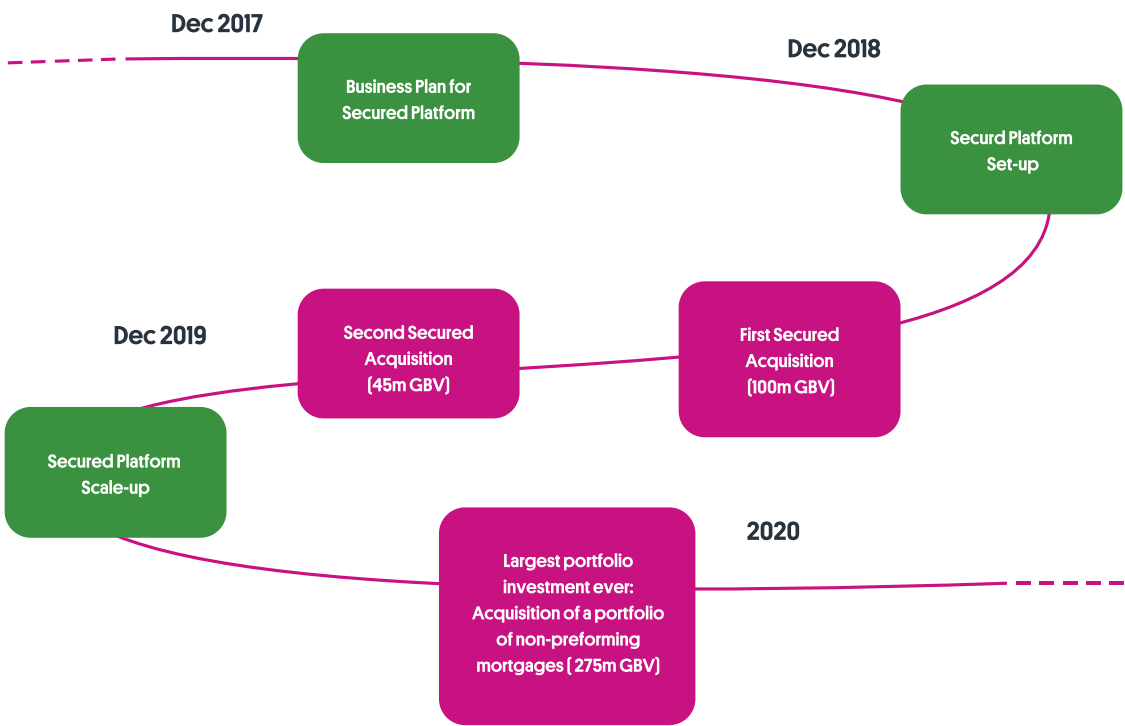 Dec 2017
Business Plan for
Secured Platform
Dec 2018
Securd Platform
Set-up
First Secured
Acquisition
(100m GBV)
Second Secured
Acquisition
(45m GBV)
Dec 2019
Secured Platform
Scale-up
Largest portfolio
investment ever:
Acquisition of a portfolio
of non-preforming
mortgages ( 275m GBV)
2020